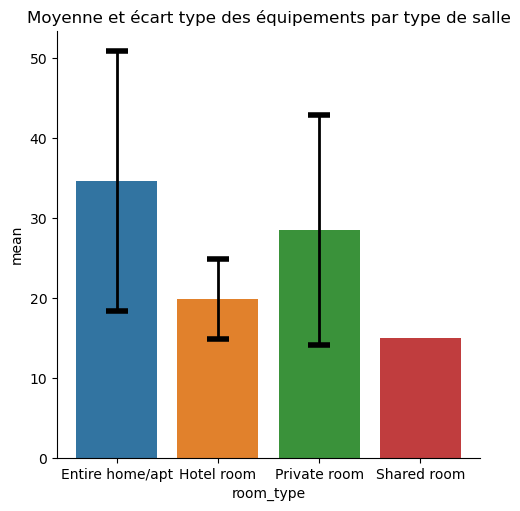 Moyenne et écart type des équipements par type de salle
50
40
30
20
10
0
mean
Entire home/apt Hotel room Private room Shared room
room_type